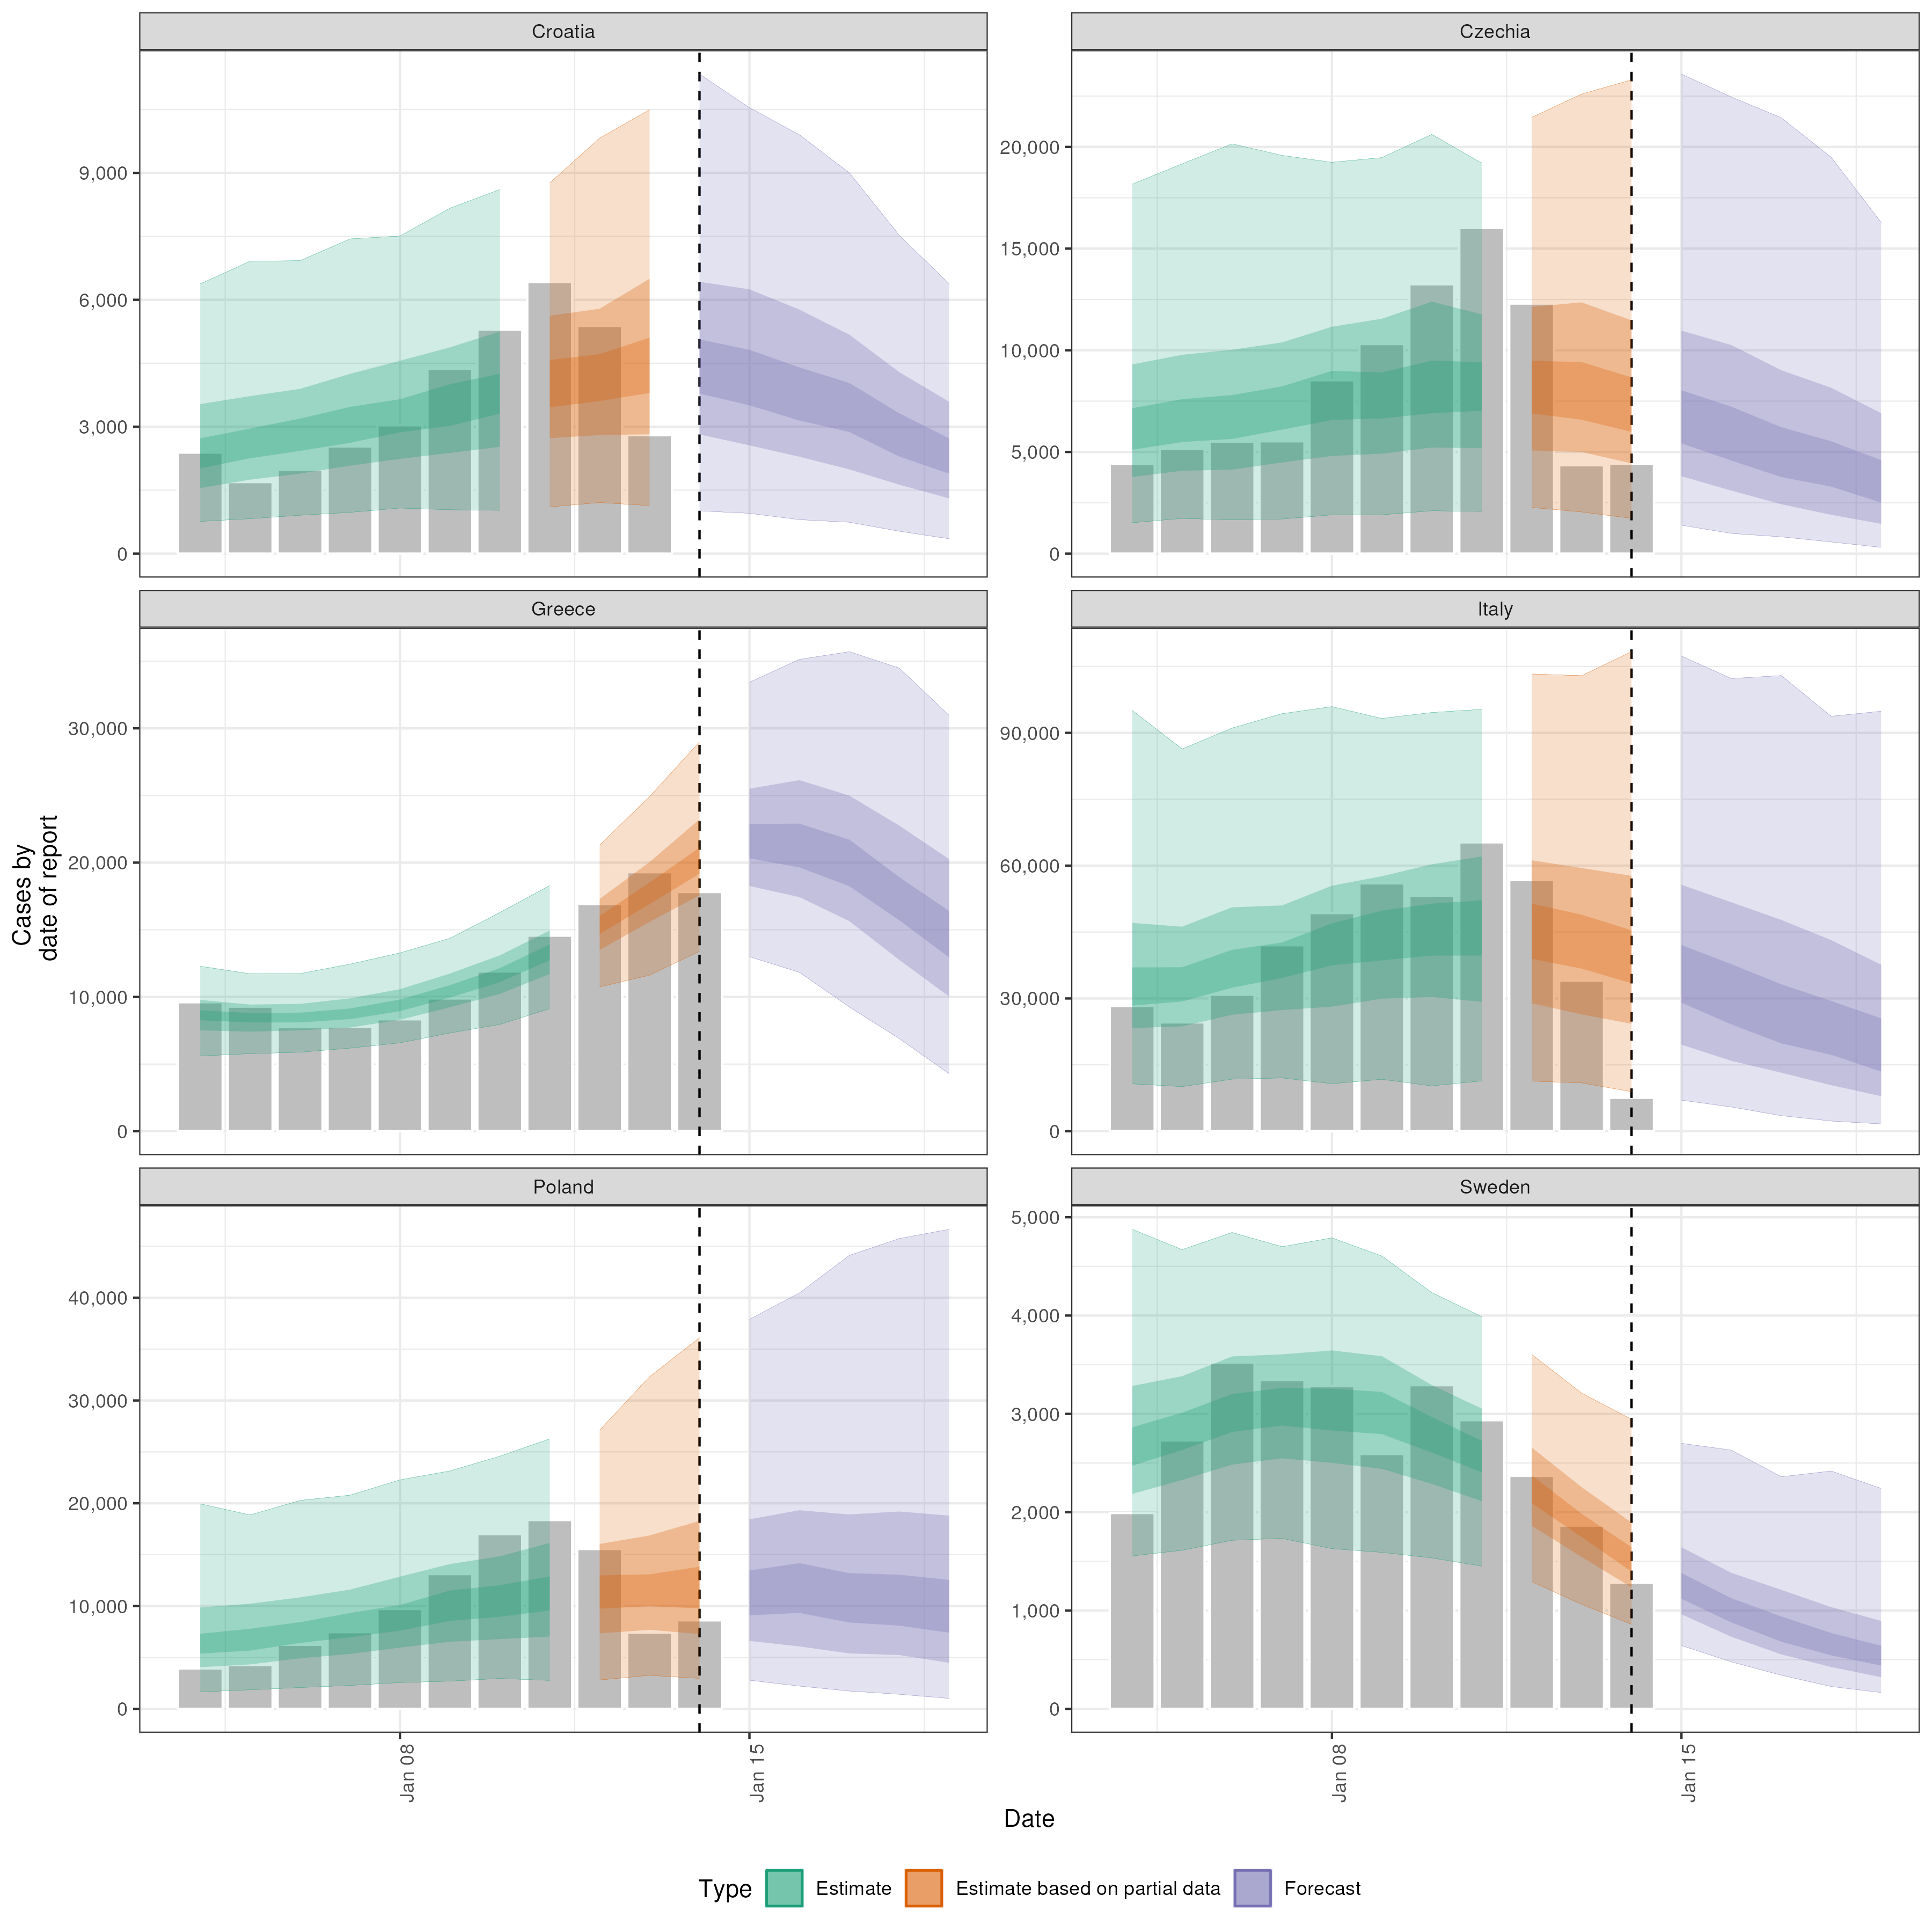 Croatia
Czechia
9,000
6,000
3,000
0
20,000
15,000
10,000
5,000
0
Greece
Italy
30,000
20,000
10,000
0
90,000
60,000
30,000
0
Cases by
date of report
Poland
Sweden
40,000
30,000
20,000
10,000
0
5,000
4,000
3,000
2,000
1,000
0
Jan 08
Jan 15
Jan 08
Jan 15
Date
Type Estimate Estimate based on partial data Forecast